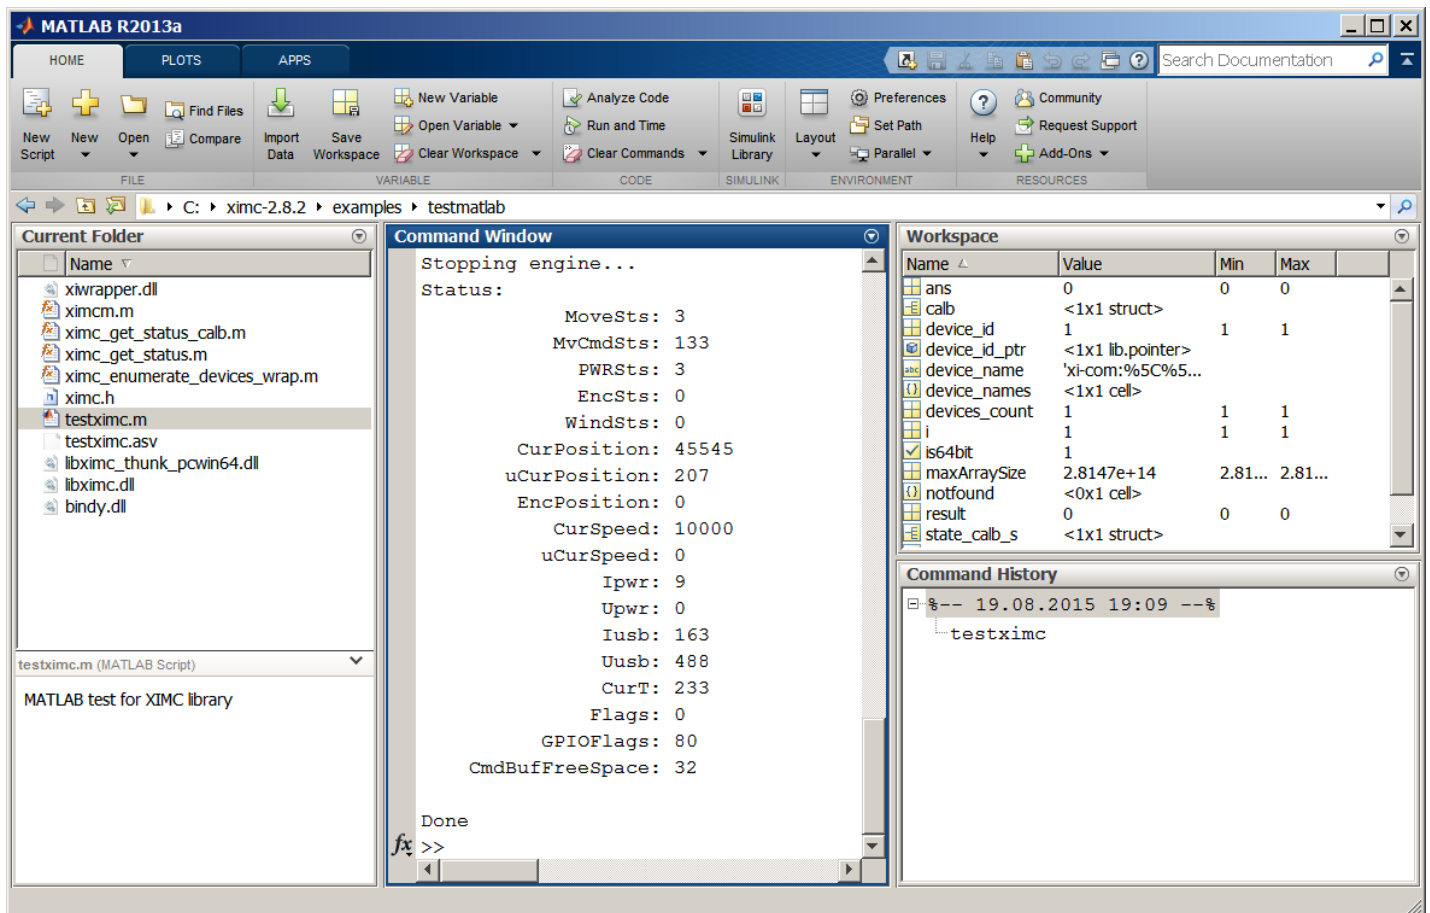 MATLAB R2013a
HOME PLOTS APPS
Search Documentation
New Script
New
Open
Find Files
Compare
Import Data
Save Workspace
New Variable
Open Variable
Clear Workspace
Analyze Code
Run and Time
Clear Commands
Simulink Library
Layout
Preferences
Set Path
Parallel
Help
Community
Request Support
Add-Ons
FILE VARIABLE CODE SIMULINK ENVIRONMENT RESOURCES
C: ximc-2.8.2 examples testmatlab
Current Folder
Name
xiwrapper.dll
ximcm.m
ximc_get_status_calb.m
ximc_get_status.m
ximc_enumerate_devices_wrap.m
ximc.h
testximc.m
testximc.asv
libximc_thunk_pcwin64.dll
libximc.dll
bindy.dll
testximc.m (MATLAB Script)
MATLAB test for XIMC library
Command Window
Stopping engine...
Status:
MoveSts: 3
MvCmdSts: 133
PWRSts: 3
EncSts: 0
WindSts: 0
CurPosition: 45545
uCurPosition: 207
EncPosition: 0
CurSpeed: 10000
uCurSpeed: 0
Ipwr: 9
Upwr: 0
Iusb: 163
Uusb: 488
CurT: 233
Flags: 0
GPIOFlags: 80
CmdBufFreeSpace: 32
Done
fx >>
Workspace
Name Value Min Max
ans 0 0 0
calb <1x1 struct>
device_id 1 1 1
device_id_ptr <1x1 lib.pointer>
abc device_name 'xi-com:%5C%5...
device_names <1x1 cell>
devices_count 1 1 1
i 1 1 1
is64bit 1
maxArraySize 2.8147e+14 2.81... 2.81...
notfound <0x1 cell>
result 0 0 0
state_calb_s <1x1 struct>
Command History
%-- 19.08.2015 19:09 --%
testximc